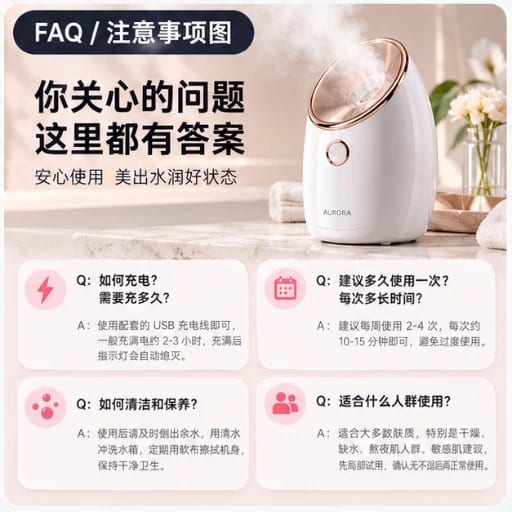 FAQ / 注意事项图
你关心的问题
这里都有答案
安心使用 美出水润好状态
AURORA
Q: 如何充电?
需要充多久?
A: 使用配套的 USB 充电线即可，
一般充满电约 2-3 小时，充满后
指示灯会自动熄灭。
Q: 建议多久使用一次?
每次多长时间?
A: 建议每周使用 2-4 次，每次约
10-15 分钟即可，避免过度使用。
Q: 如何清洁和保养?
A: 使用后请及时倒出余水，用清水
冲洗水箱，定期用软布擦拭机身，
保持干净卫生。
Q: 适合什么人群使用?
A: 适合大多数肤质，特别是干燥、
缺水、熬夜肌人群。敏感肌建议，
先局部试用，确认无不适后再正常使用。